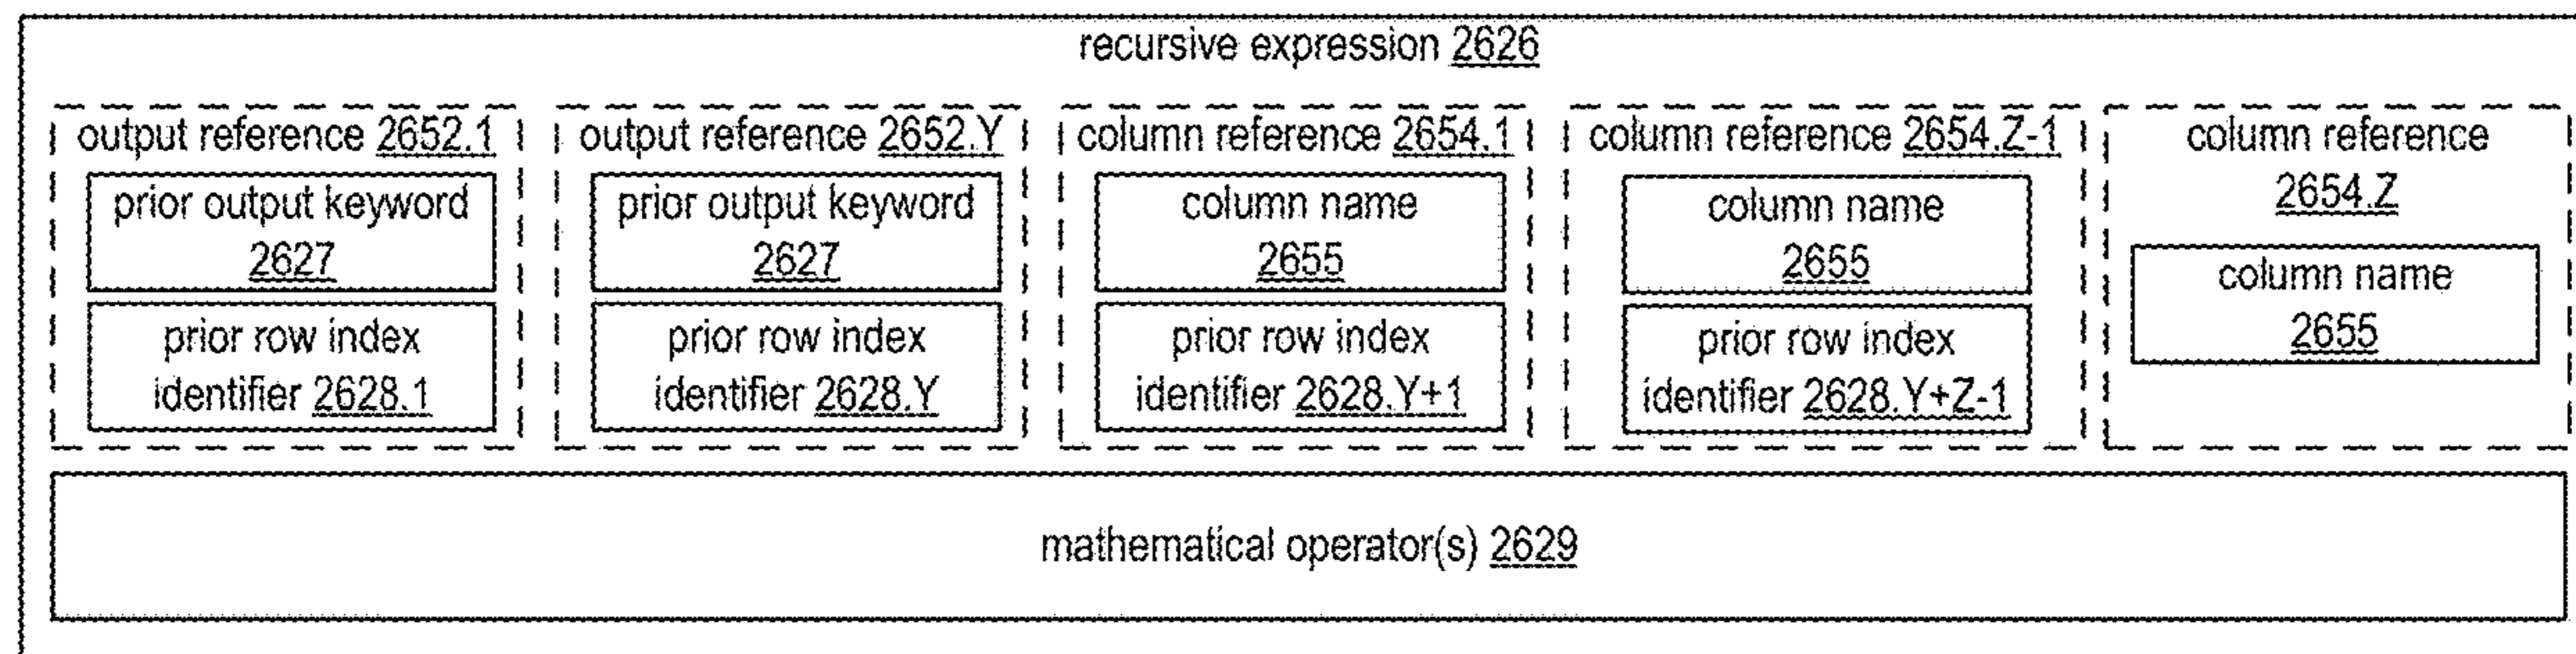 recursive expression 2626
output reference 2652.1
prior output keyword
2627
prior row index
identifier 2628.1
output reference 2652.Y
prior output keyword
2627
prior row index
identifier 2628.Y
column reference 2654.1
column name
2655
prior row index
identifier 2628.Y+1
column reference 2654.Z-1
column name
2655
prior row index
identifier 2628.Y+Z-1
column reference
2654.Z
column name
2655
mathematical operator(s) 2629